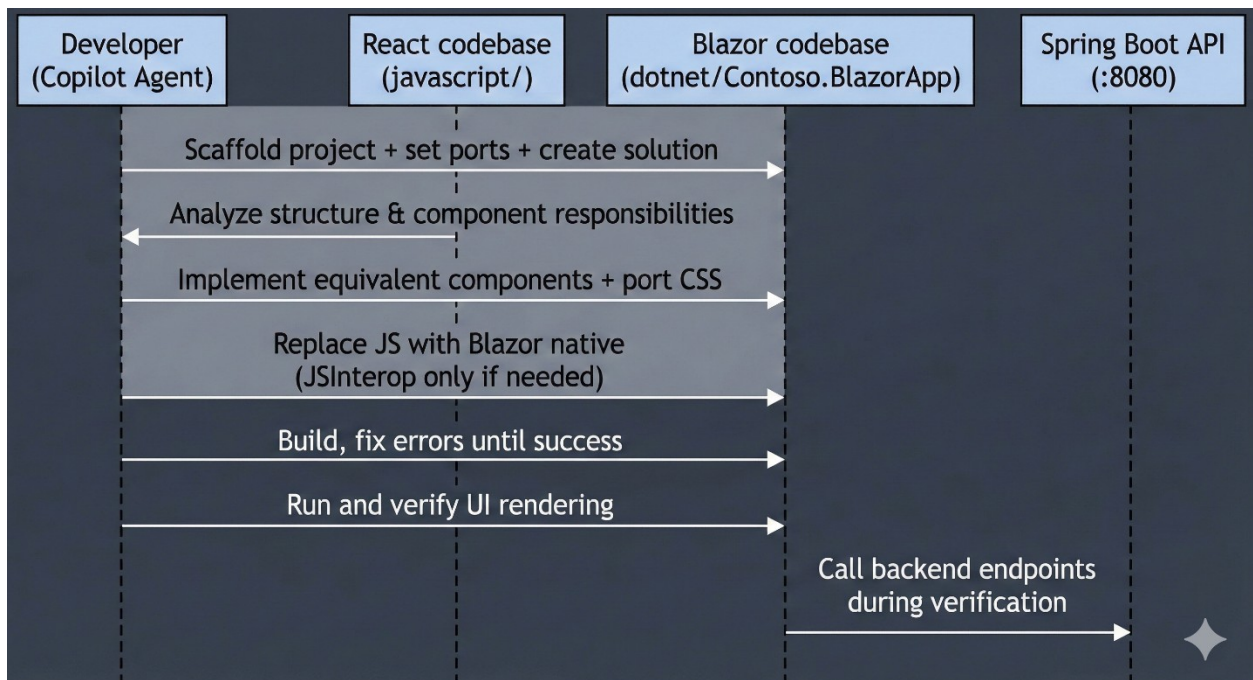 Developer
(Copilot Agent)
React codebase
(javascript/)
Blazor codebase
(dotnet/Contoso.BlazorApp)
Spring Boot API
(:8080)
Scaffold project + set ports + create solution
Analyze structure & component responsibilities
Implement equivalent components + port CSS
Replace JS with Blazor native
(JSInterop only if needed)
Build, fix errors until success
Run and verify UI rendering
Call backend endpoints
during verification